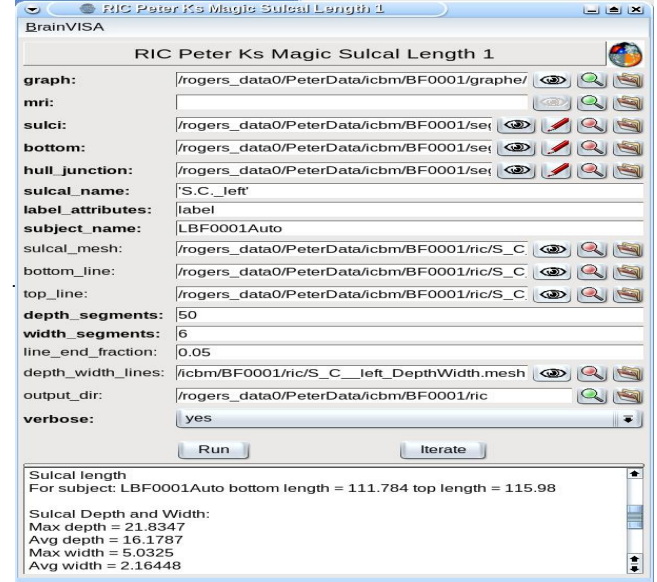 RIC Peter Ks Magic Sulcal Length 1
BrainVISA
RIC Peter Ks Magic Sulcal Length 1
graph: /rogers_data0/PeterData/icbm/BF0001/graphe/
mri:
sulci: /rogers_data0/PeterData/icbm/BF0001/seg
bottom: /rogers_data0/PeterData/icbm/BF0001/seg
hull_junction: /rogers_data0/PeterData/icbm/BF0001/seg
sulcal_name: 'S.C._left'
label_attributes: label
subject_name: LBF0001Auto
sulcal_mesh: /rogers_data0/PeterData/icbm/BF0001/ric/S_C_
bottom_line: /rogers_data0/PeterData/icbm/BF0001/ric/S_C_
top_line: /rogers_data0/PeterData/icbm/BF0001/ric/S_C_
depth_segments: 50
width_segments: 6
line_end_fraction: 0.05
depth_width_lines: /icbm/BF0001/ric/S_C__left_DepthWidth.mesh
output_dir: /rogers_data0/PeterData/icbm/BF0001/ric
verbose: yes
Run Iterate
Sulcal length
For subject: LBF0001Auto bottom length = 111.784 top length = 115.98
Sulcal Depth and Width:
Max depth = 21.8347
Avg depth = 16.1787
Max width = 5.0325
Avg width = 2.16448